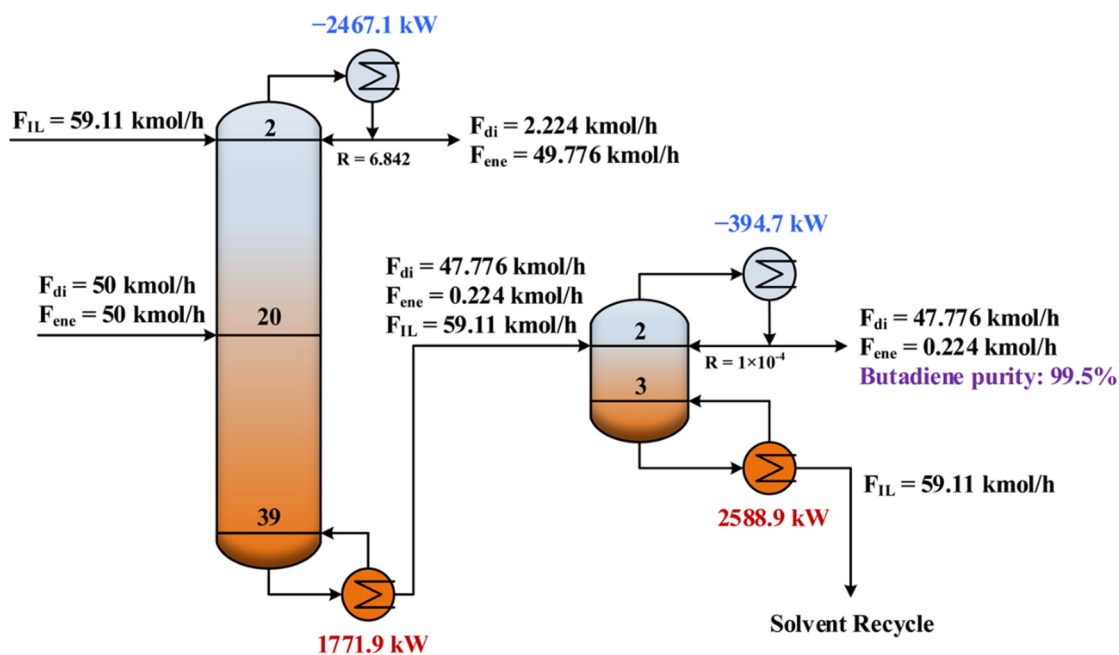 −2467.1 kW
F_IL = 59.11 kmol/h
2
R = 6.842
F_di = 2.224 kmol/h
F_ene = 49.776 kmol/h
F_di = 50 kmol/h
F_ene = 50 kmol/h
20
39
1771.9 kW
F_di = 47.776 kmol/h
F_ene = 0.224 kmol/h
F_IL = 59.11 kmol/h
−394.7 kW
2
R = 1×10⁻⁴
3
F_di = 47.776 kmol/h
F_ene = 0.224 kmol/h
Butadiene purity: 99.5%
2588.9 kW
F_IL = 59.11 kmol/h
Solvent Recycle